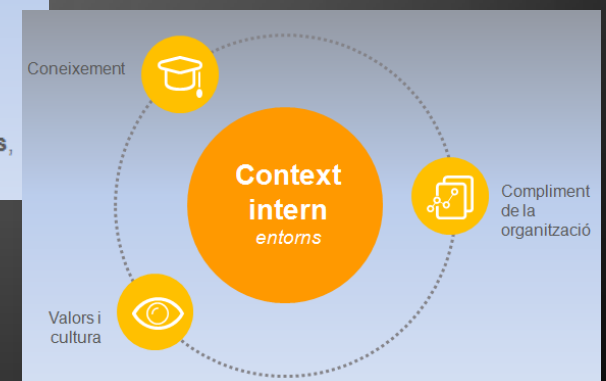 s,
Coneixement
Context
intern
entorns
Compliment
de la
organització
Valors i
cultura